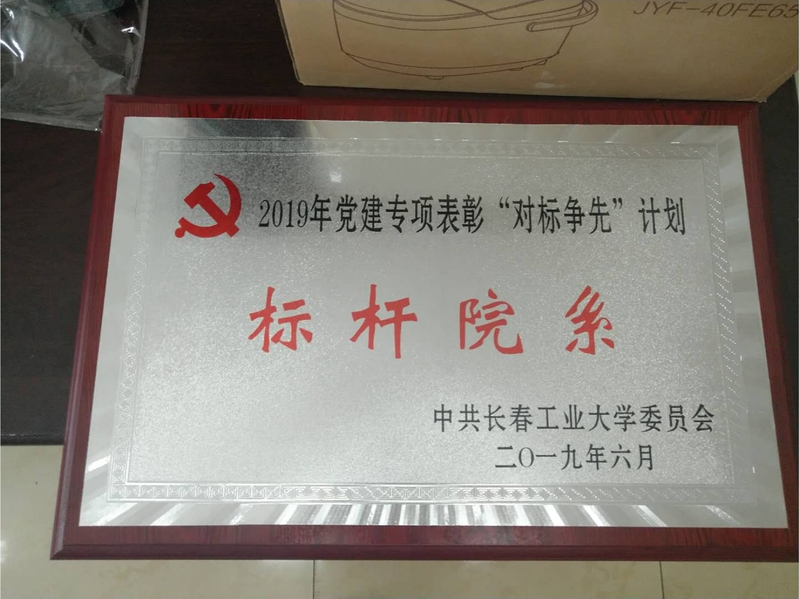 JYF-40FE65
2019年党建专项表彰“对标争先”计划
标杆院系
中共长春工业大学委员会
二〇一九年六月